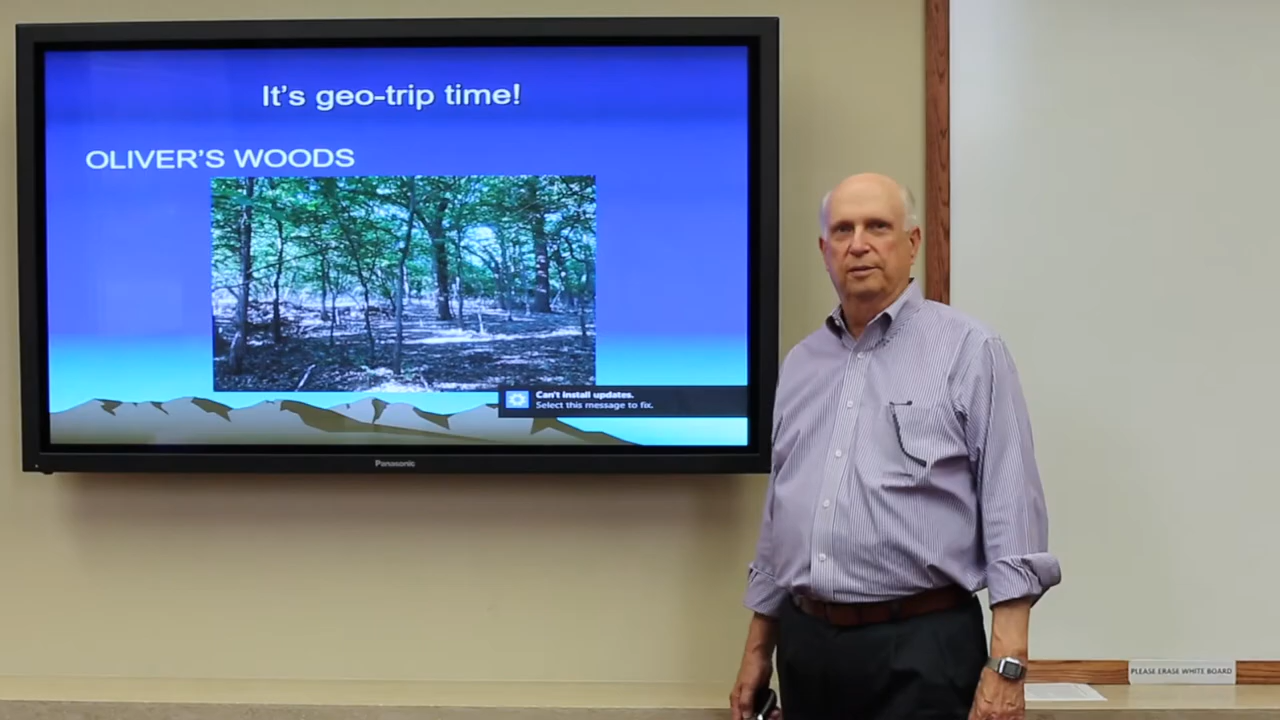 It's geo-trip time!
OLIVER'S WOODS
Can't install updates.
Select this message to fix.
Panasonic
PLEASE ERASE WHITE BOARD